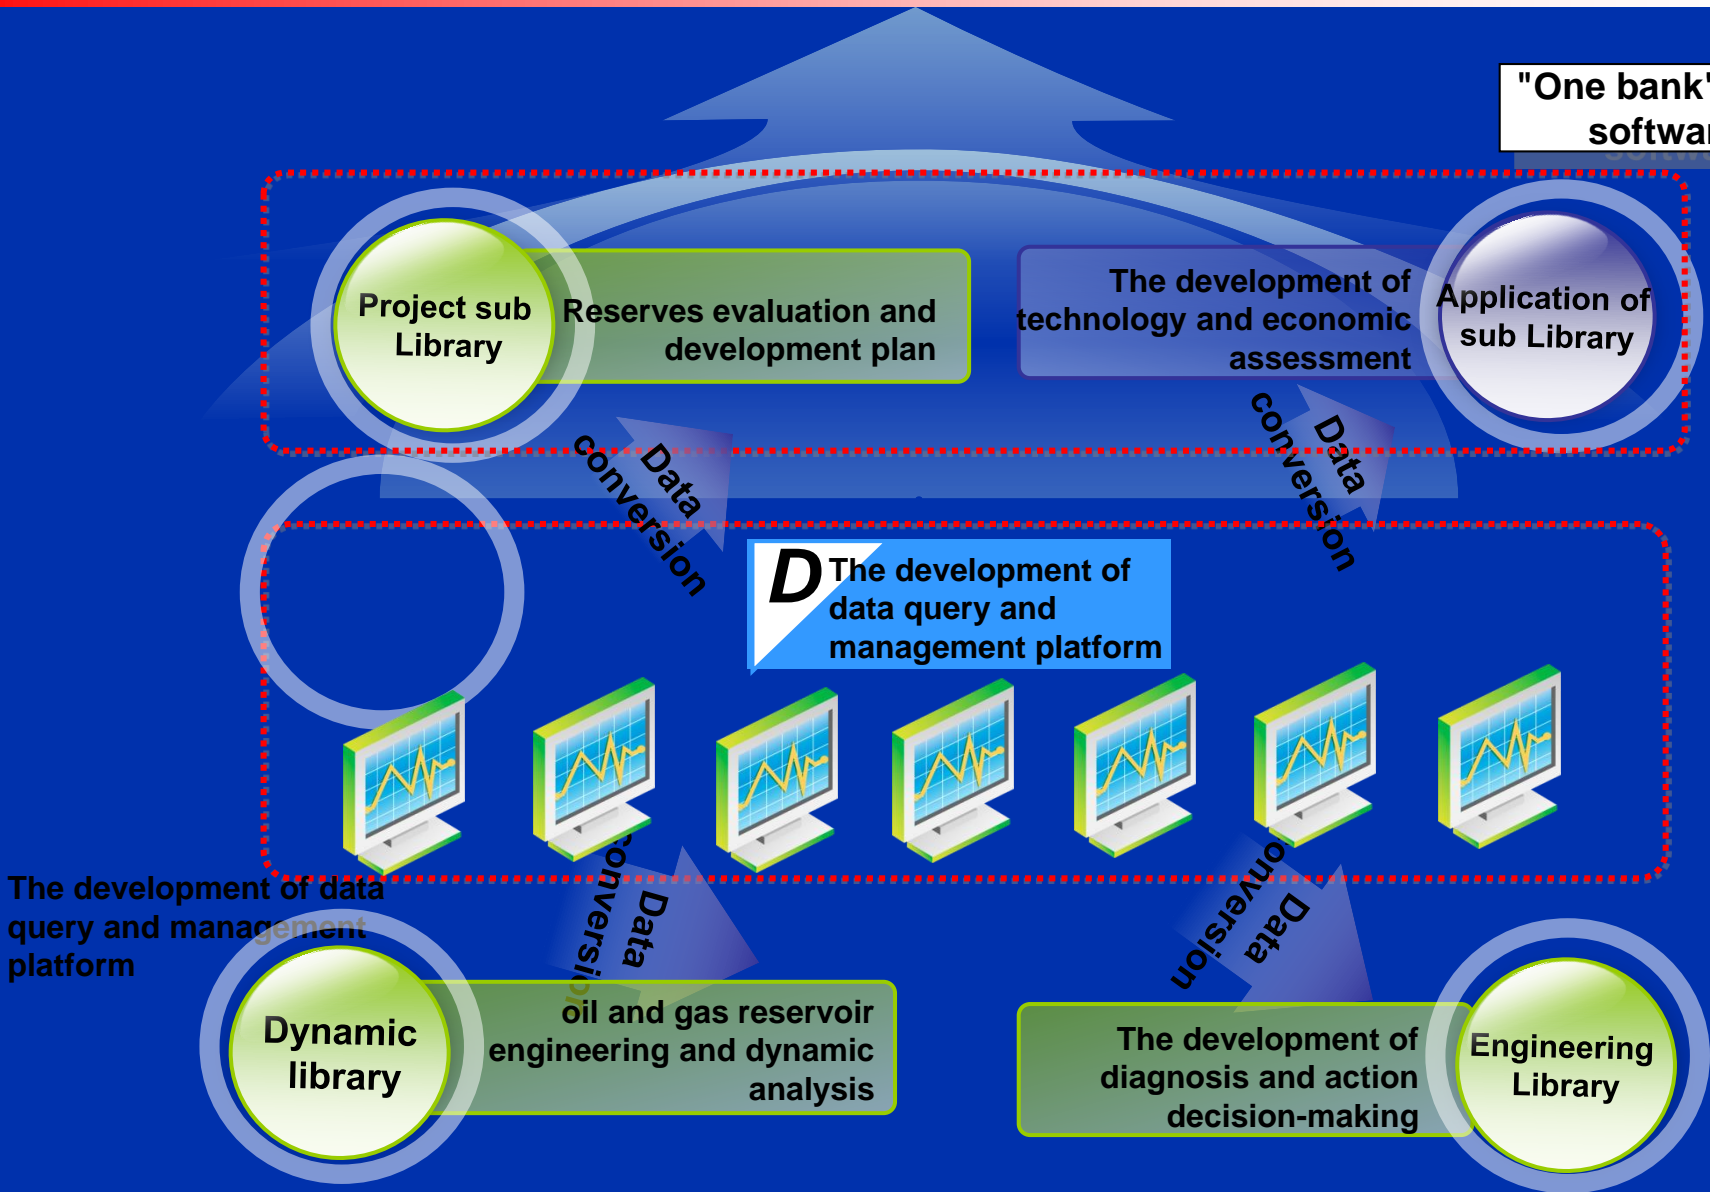 "One bank"
Project sub
Library
Reserves evaluation and
development plan
The development of
technology and economic
assessment
Application of
sub Library
Data
conversion
Data
conversion
D
The development of
data query and
management platform
The development of data
query and management
platform
Data
conversion
Data
Dynamic
library
oil and gas reservoir
engineering and dynamic
analysis
The development of
diagnosis and action
decision-making
Engineering
Library